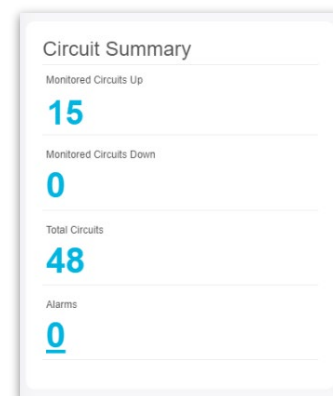 Circuit Summary
Monitored Circuits Up
15
Monitored Circuits Down
0
Total Circuits
48
Alarms
0